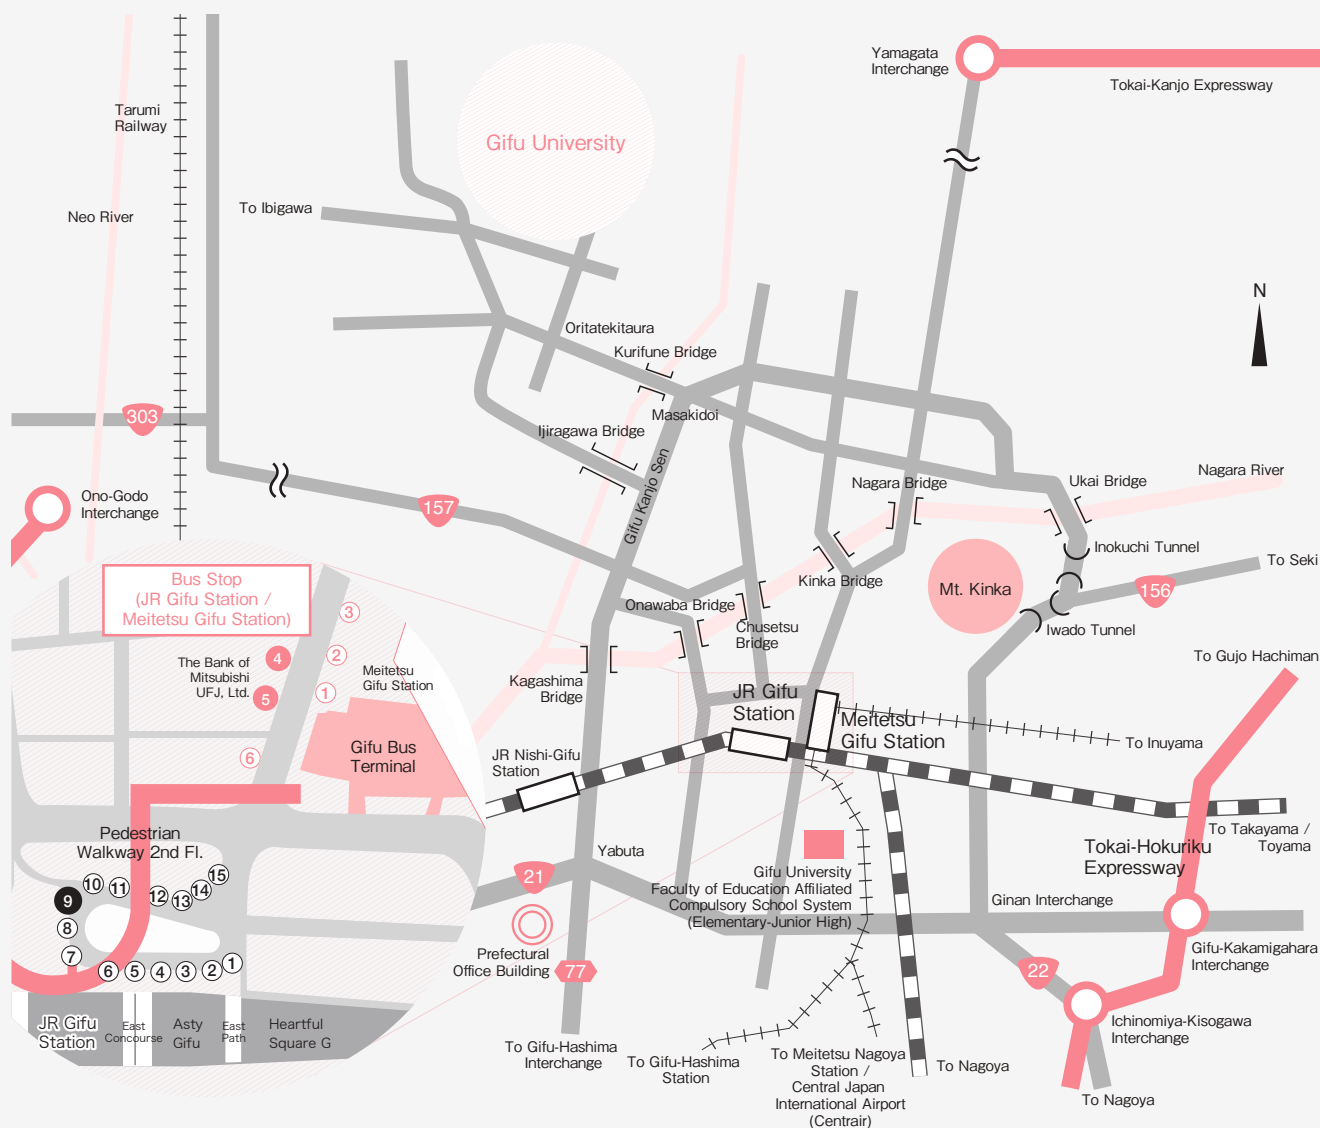 Yamagata
Interchange
Tokai-Kanjo Expressway
Tarumi
Railway
Gifu University
Neo River
To Ibigawa
N
Oritatekitaura
Kurifune Bridge
303
Masakidoi
Ijiragawa Bridge
Gifu Kanjo Sen
Nagara Bridge
Ukai Bridge
Nagara River
Ono-Godo
Interchange
157
Inokuchi Tunnel
To Seki
Bus Stop
(JR Gifu Station /
Meitetsu Gifu Station)
Kinka Bridge
Mt. Kinka
156
Onawaba Bridge
Chusetsu
Bridge
Iwado Tunnel
3
2
1
4
5
6
The Bank of
Mitsubishi
UFJ, Ltd.
Meitetsu
Gifu Station
Kagashima
Bridge
To Gujo Hachiman
JR Gifu
Station
Meitetsu
Gifu Station
Gifu Bus
Terminal
JR Nishi-Gifu
Station
To Inuyama
Pedestrian
Walkway 2nd Fl.
Yabuta
To Takayama /
Toyama
Tokai-Hokuriku
Expressway
21
Gifu University
Faculty of Education Affiliated
Compulsory School System
(Elementary-Junior High)
Ginan Interchange
10
11
12
13
14
15
9
8
7
6
5
4
3
2
1
Prefectural
Office Building
77
22
Gifu-Kakamigahara
Interchange
JR Gifu
Station
East
Concourse
Asty
Gifu
East
Path
Heartful
Square G
Ichinomiya-Kisogawa
Interchange
To Gifu-Hashima
Interchange
To Gifu-Hashima
Station
To Meitetsu Nagoya
Station /
Central Japan
International Airport
(Centrair)
To Nagoya
To Nagoya